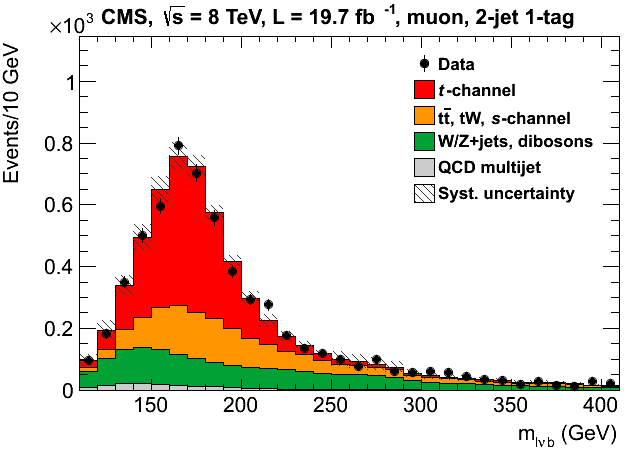 ×10³ CMS, √s = 8 TeV, L = 19.7 fb ⁻¹, muon, 2-jet 1-tag
Events/10 GeV
1
0.8
0.6
0.4
0.2
0
Data
t-channel
tt̄, tW, s-channel
W/Z+jets, dibosons
QCD multijet
Syst. uncertainty
150 200 250 300 350 400
m_lνb (GeV)